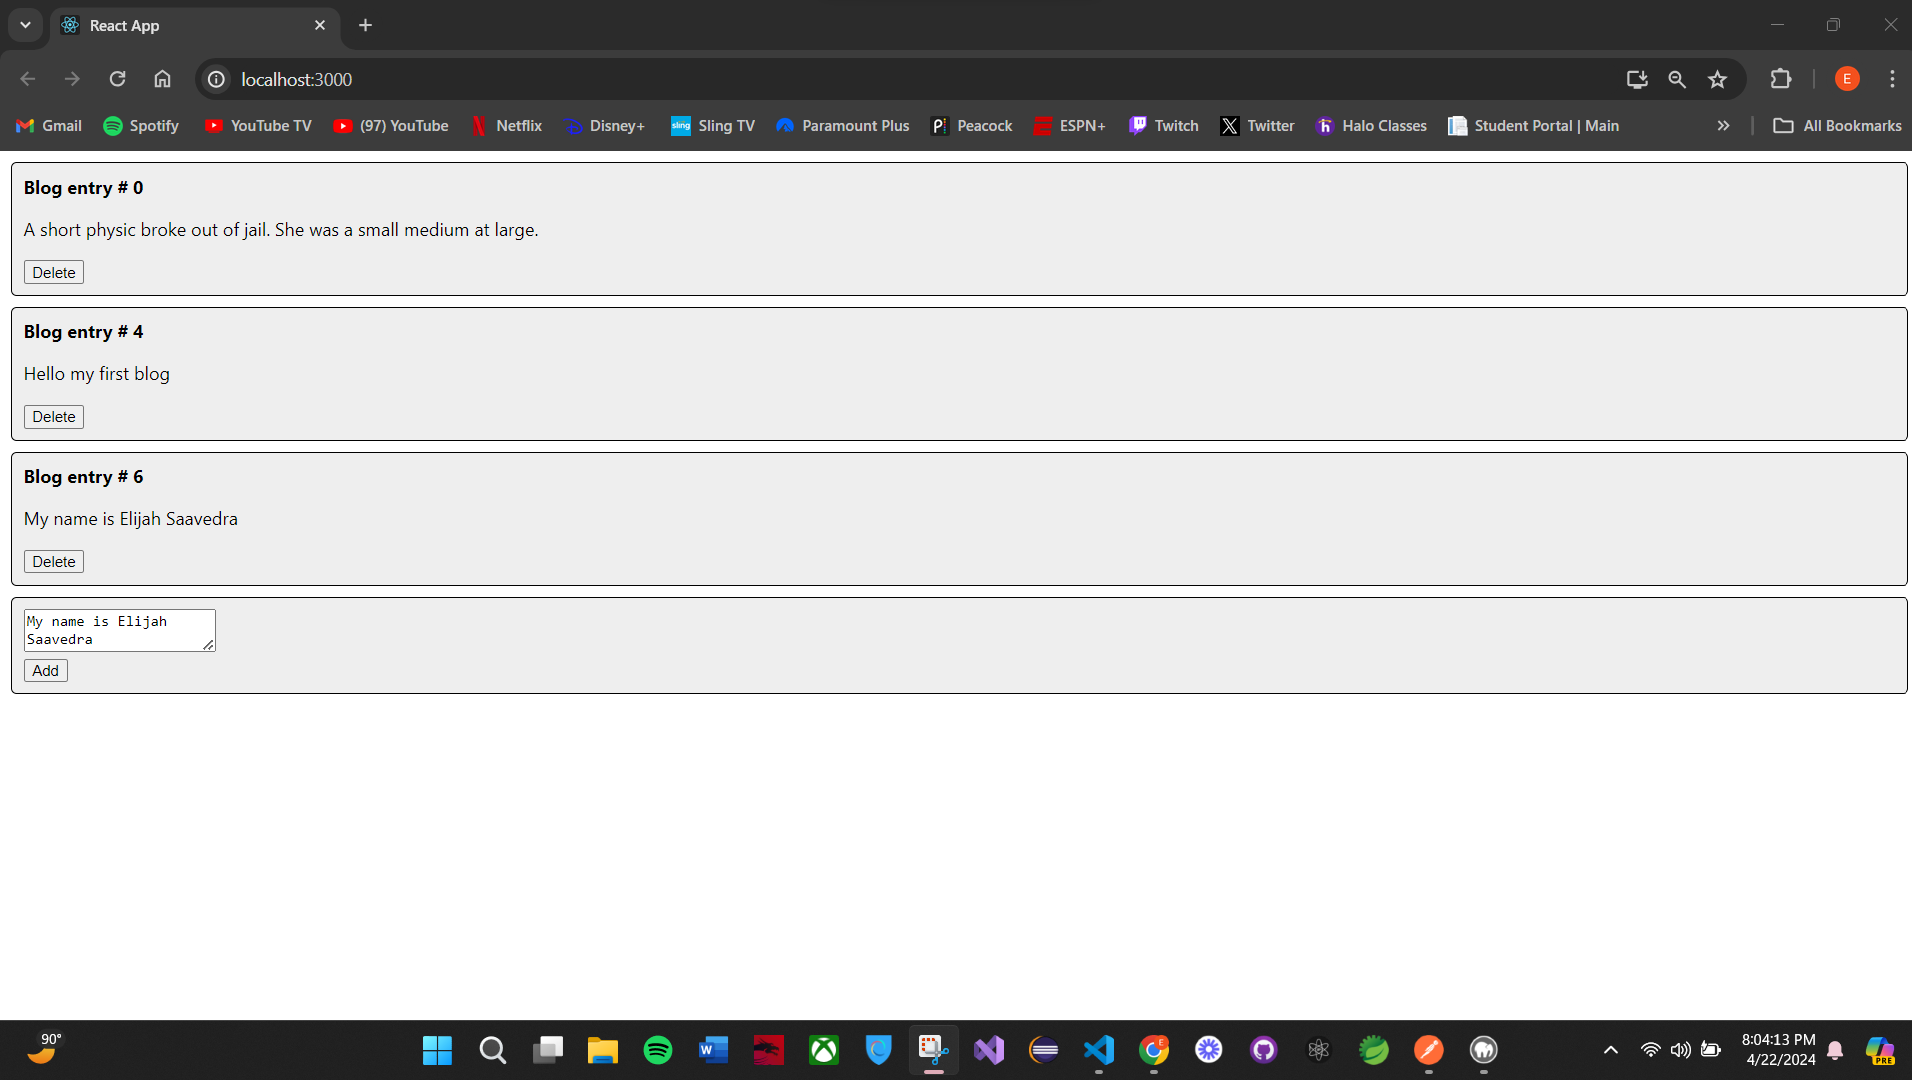 React App
localhost:3000
E
Gmail Spotify YouTube TV (97) YouTube Netflix Disney+ sling Sling TV Paramount Plus Peacock ESPN+ Twitch Twitter Halo Classes Student Portal | Main All Bookmarks
Blog entry # 0
A short physic broke out of jail. She was a small medium at large.
Delete
Blog entry # 4
Hello my first blog
Delete
Blog entry # 6
My name is Elijah Saavedra
Delete
My name is Elijah
Saavedra
Add
90°
8:04:13 PM
4/22/2024
PRE